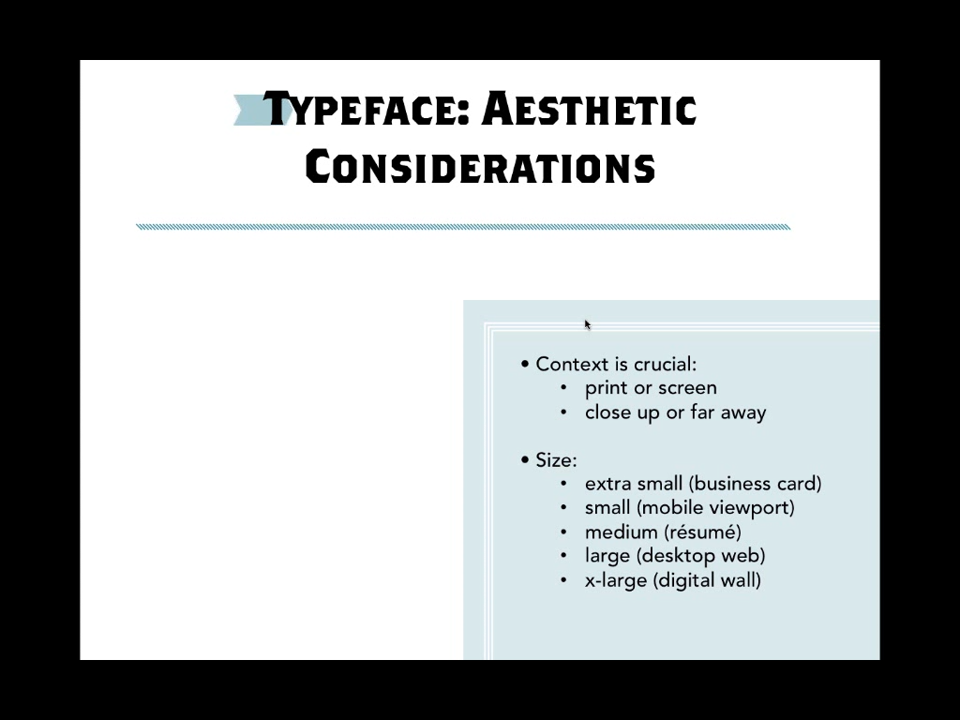 Typeface: Aesthetic
Considerations
• Context is crucial:
• print or screen
• close up or far away
• Size:
• extra small (business card)
• small (mobile viewport)
• medium (résumé)
• large (desktop web)
• x-large (digital wall)